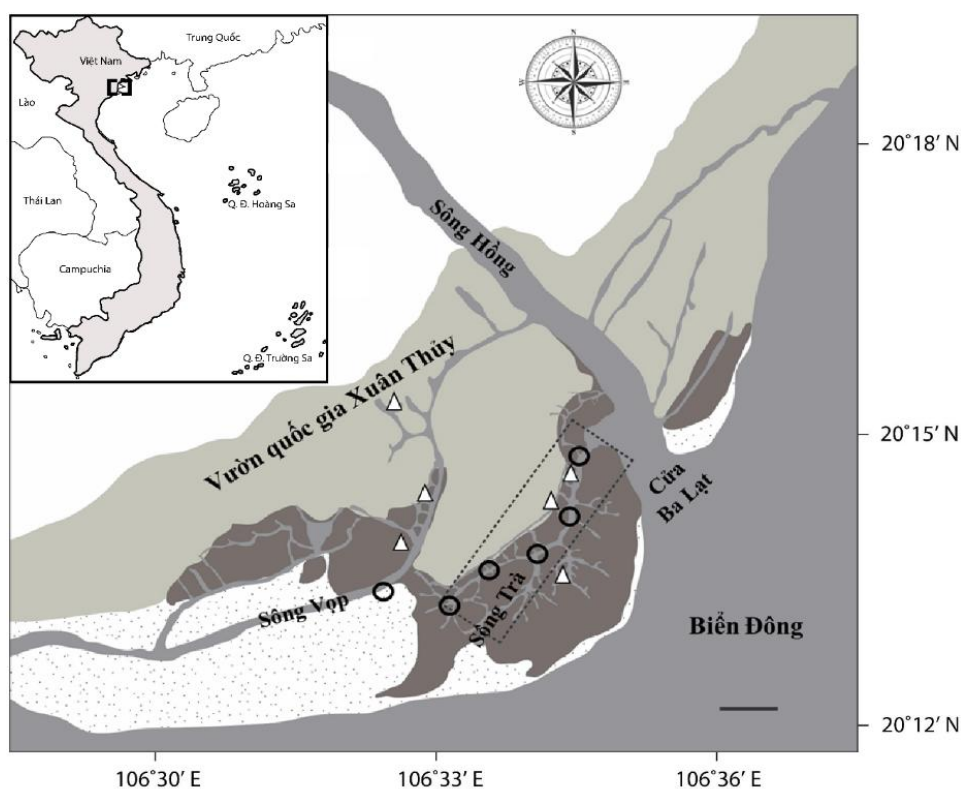 Trung Quốc
Việt Nam
Lào
Q. Đ. Hoàng Sa
Thái Lan
Campuchia
Q. Đ. Trường Sa
N
W
E
S
20°18′ N
Sông Hồng
Vườn quốc gia Xuân Thủy
20°15′ N
Cửa
Ba Lạt
Sông Trà
Sông Vọp
Biển Đông
20°12′ N
106°30′ E
106°33′ E
106°36′ E